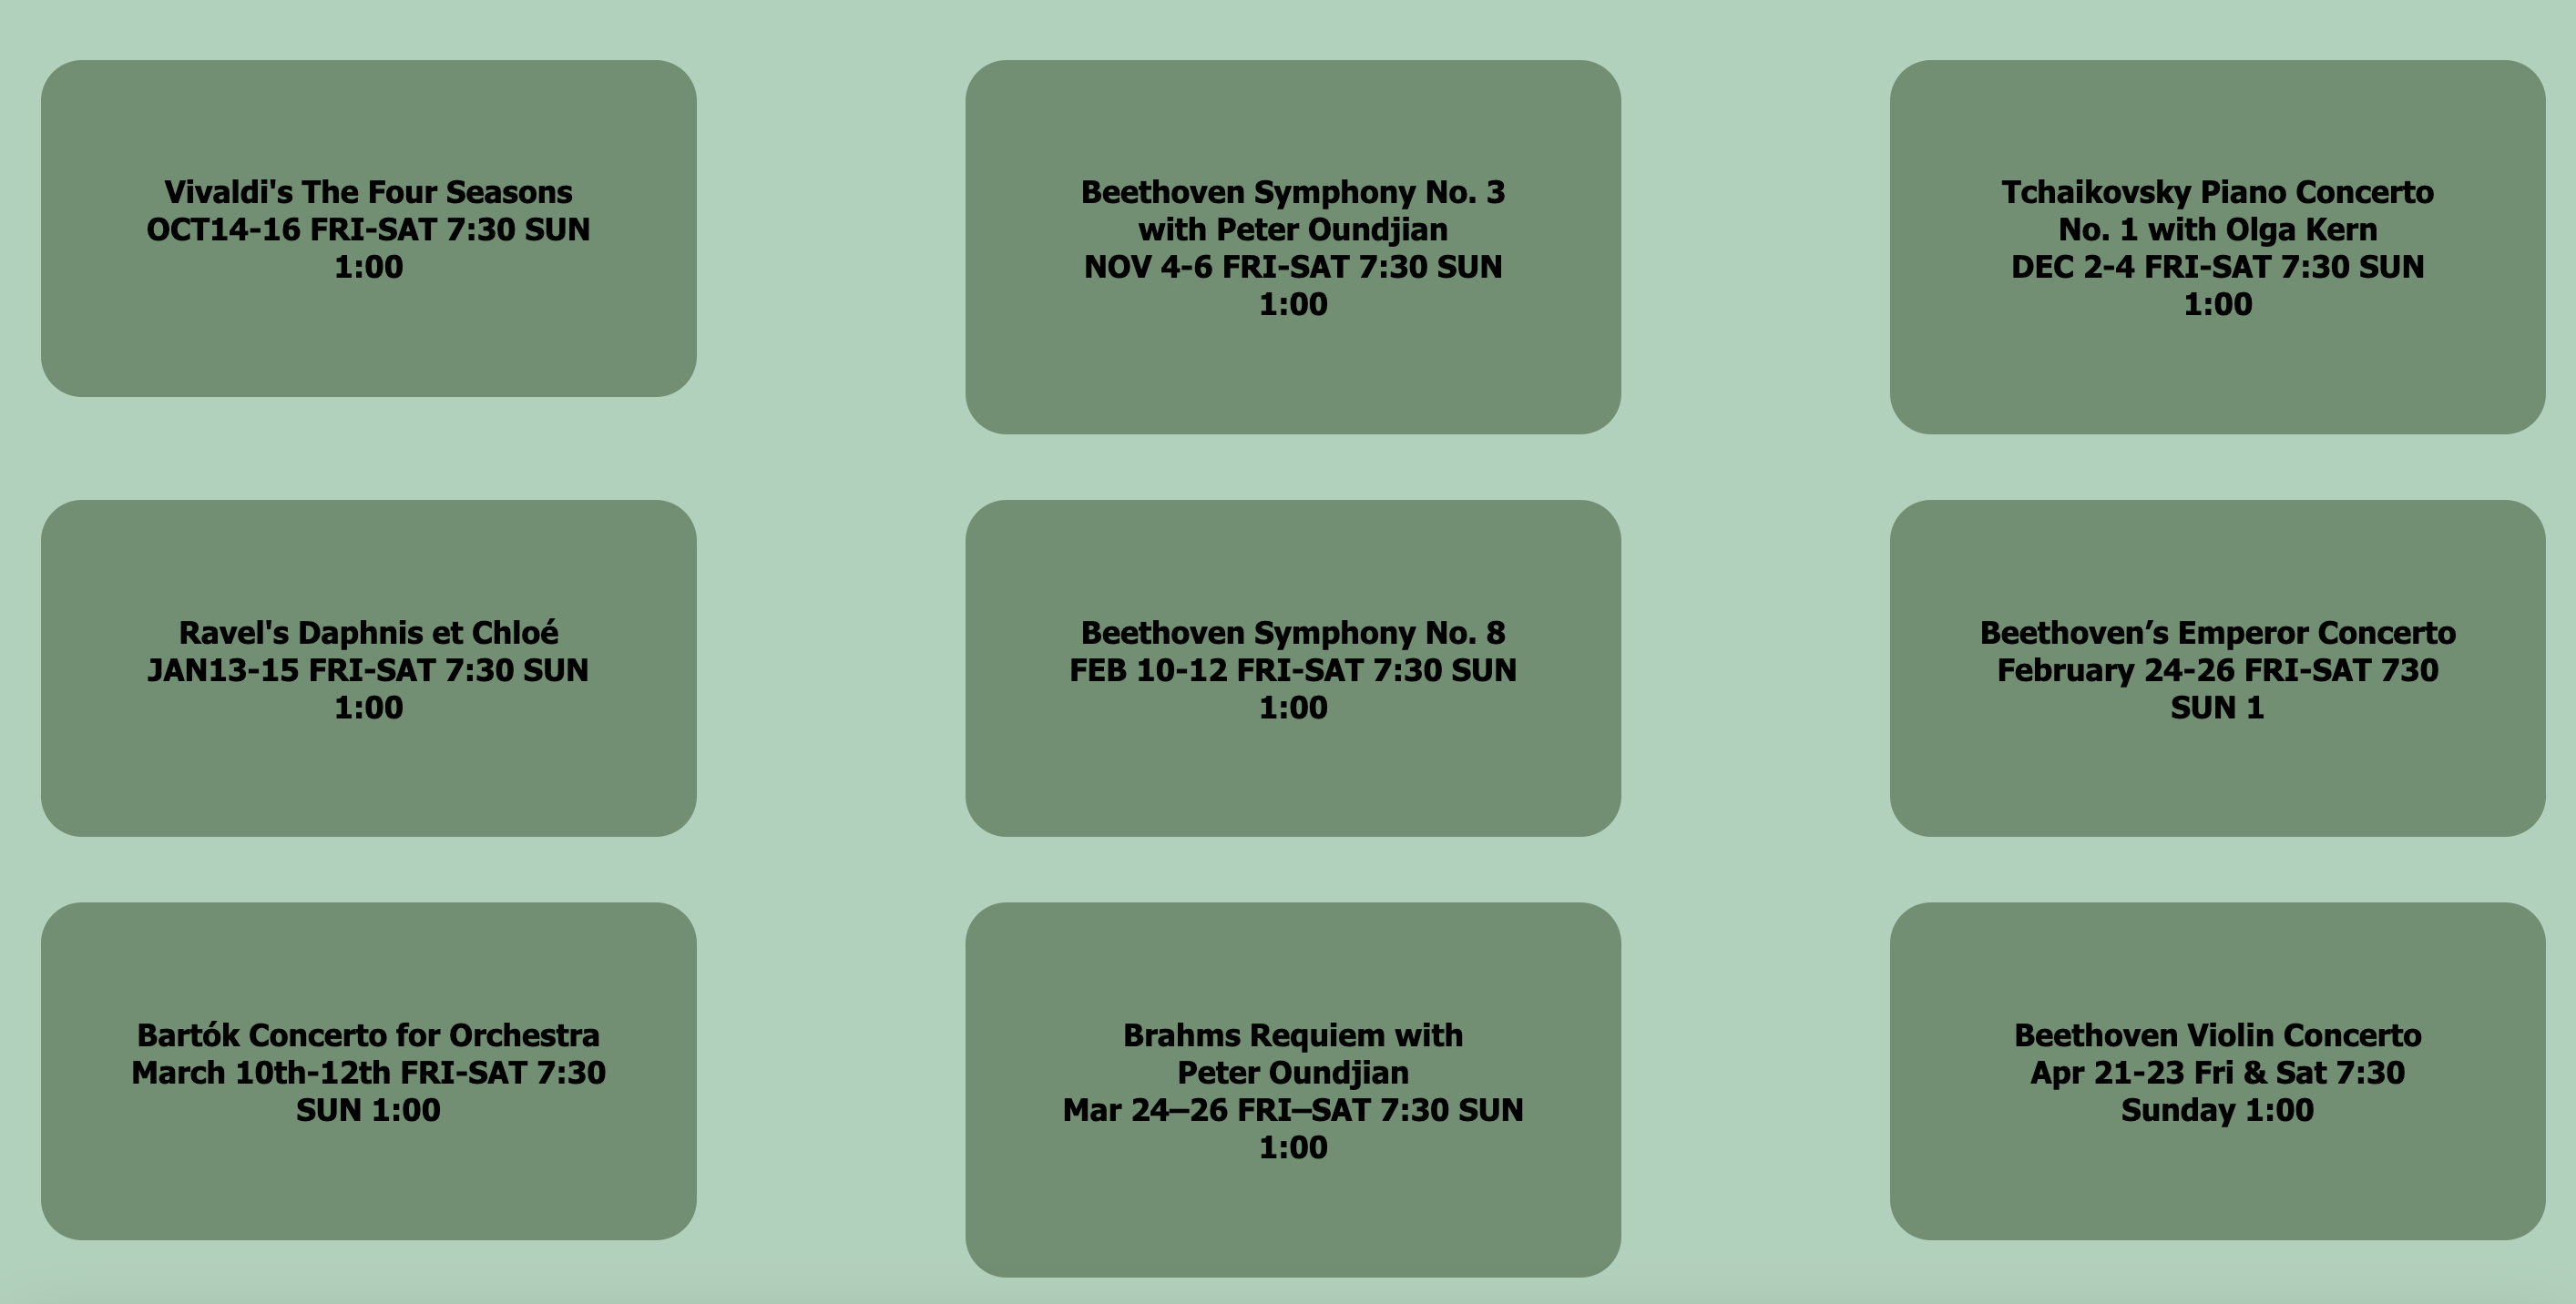 Vivaldi's The Four Seasons
OCT14-16 FRI-SAT 7:30 SUN
1:00
Beethoven Symphony No. 3
with Peter Oundjian
NOV 4-6 FRI-SAT 7:30 SUN
1:00
Tchaikovsky Piano Concerto
No. 1 with Olga Kern
DEC 2-4 FRI-SAT 7:30 SUN
1:00
Ravel's Daphnis et Chloé
JAN13-15 FRI-SAT 7:30 SUN
1:00
Beethoven Symphony No. 8
FEB 10-12 FRI-SAT 7:30 SUN
1:00
Beethoven’s Emperor Concerto
February 24-26 FRI-SAT 730
SUN 1
Bartók Concerto for Orchestra
March 10th-12th FRI-SAT 7:30
SUN 1:00
Brahms Requiem with
Peter Oundjian
Mar 24–26 FRI–SAT 7:30 SUN
1:00
Beethoven Violin Concerto
Apr 21-23 Fri & Sat 7:30
Sunday 1:00